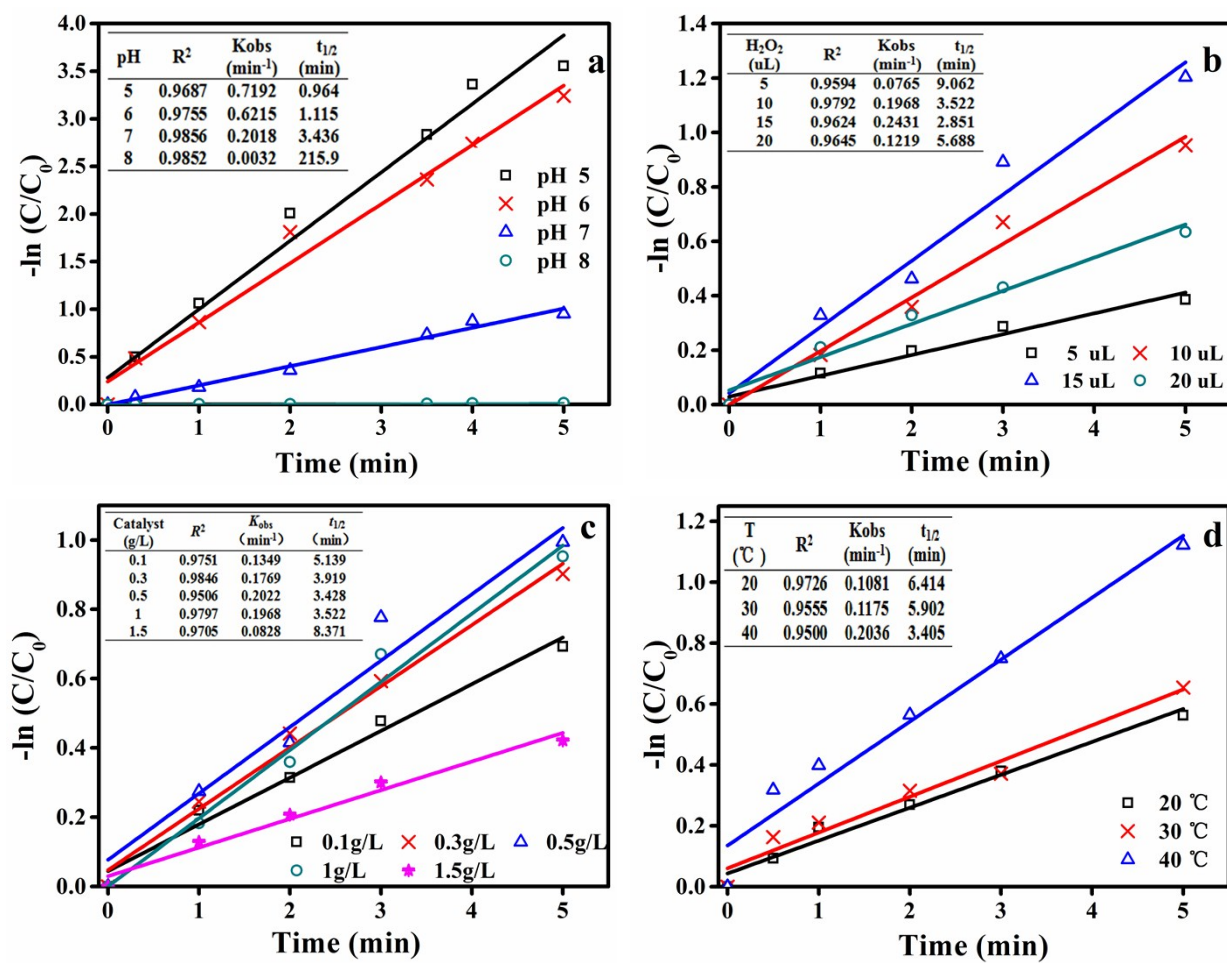 a
pH R² Kobs (min⁻¹) t₁/₂ (min)
5 0.9687 0.7192 0.964
6 0.9755 0.6215 1.115
7 0.9856 0.2018 3.436
8 0.9852 0.0032 215.9
pH 5
pH 6
pH 7
pH 8
-ln (C/C₀)
4.0
3.5
3.0
2.5
2.0
1.5
1.0
0.5
0.0
0 1 2 3 4 5
Time (min)
b
H₂O₂ (uL) R² Kobs (min⁻¹) t₁/₂ (min)
5 0.9594 0.0765 9.062
10 0.9792 0.1968 3.522
15 0.9624 0.2431 2.851
20 0.9645 0.1219 5.688
5 uL 10 uL
15 uL 20 uL
-ln (C/C₀)
1.4
1.2
1.0
0.8
0.6
0.4
0.2
0.0
0 1 2 3 4 5
Time (min)
c
Catalyst (g/L) R² Kobs (min⁻¹) t₁/₂ (min)
0.1 0.9751 0.1349 5.139
0.3 0.9846 0.1769 3.919
0.5 0.9506 0.2022 3.428
1 0.9797 0.1968 3.522
1.5 0.9705 0.0828 8.371
0.1g/L 0.3g/L 0.5g/L
1g/L 1.5g/L
-ln (C/C₀)
1.0
0.8
0.6
0.4
0.2
0.0
0 1 2 3 4 5
Time (min)
d
T (℃) R² Kobs (min⁻¹) t₁/₂ (min)
20 0.9726 0.1081 6.414
30 0.9555 0.1175 5.902
40 0.9500 0.2036 3.405
20 ℃
30 ℃
40 ℃
-ln (C/C₀)
1.2
1.0
0.8
0.6
0.4
0.2
0.0
0 1 2 3 4 5
Time (min)